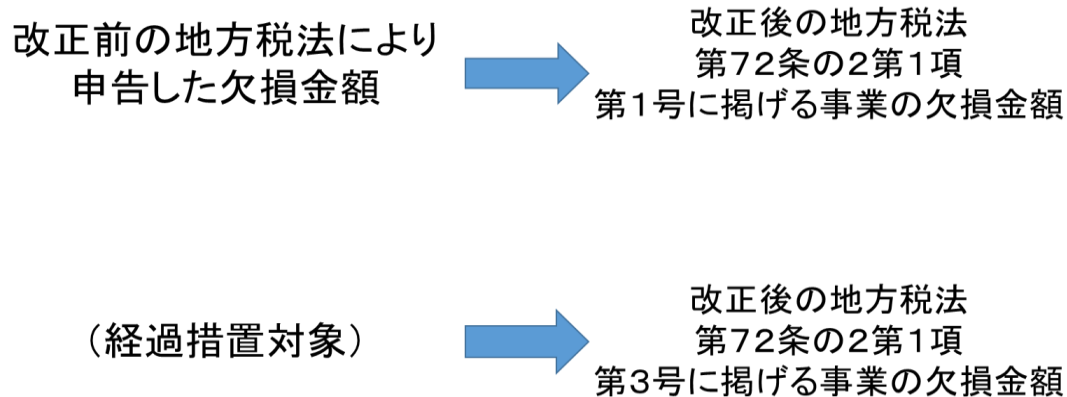 改正前の地方税法により
申告した欠損金額
改正後の地方税法
第72条の2第1項
第1号に掲げる事業の欠損金額
（経過措置対象）
改正後の地方税法
第72条の2第1項
第3号に掲げる事業の欠損金額